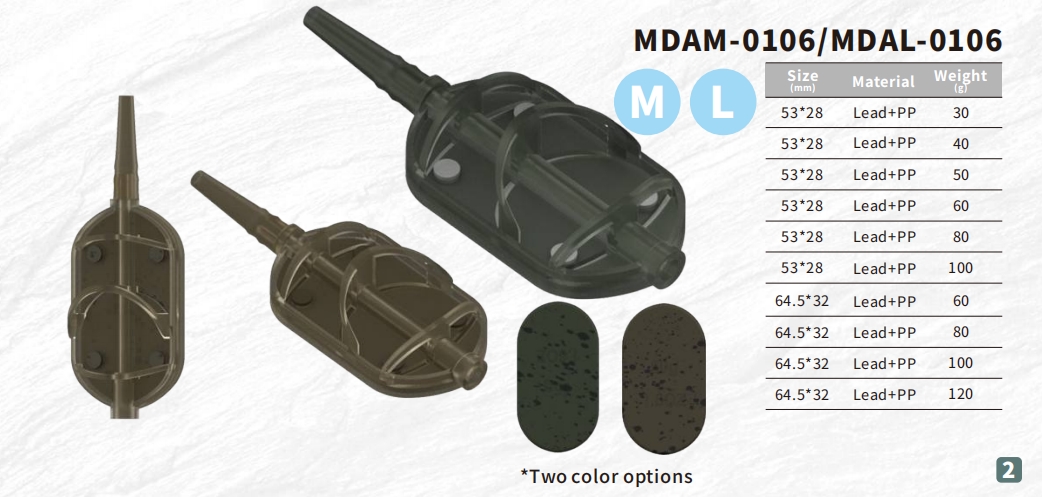 MDAM-0106/MDAL-0106
M L
Size Material Weight
(mm) (g)
53*28 Lead+PP 30
53*28 Lead+PP 40
53*28 Lead+PP 50
53*28 Lead+PP 60
53*28 Lead+PP 80
53*28 Lead+PP 100
64.5*32 Lead+PP 60
64.5*32 Lead+PP 80
64.5*32 Lead+PP 100
64.5*32 Lead+PP 120
*Two color options
2